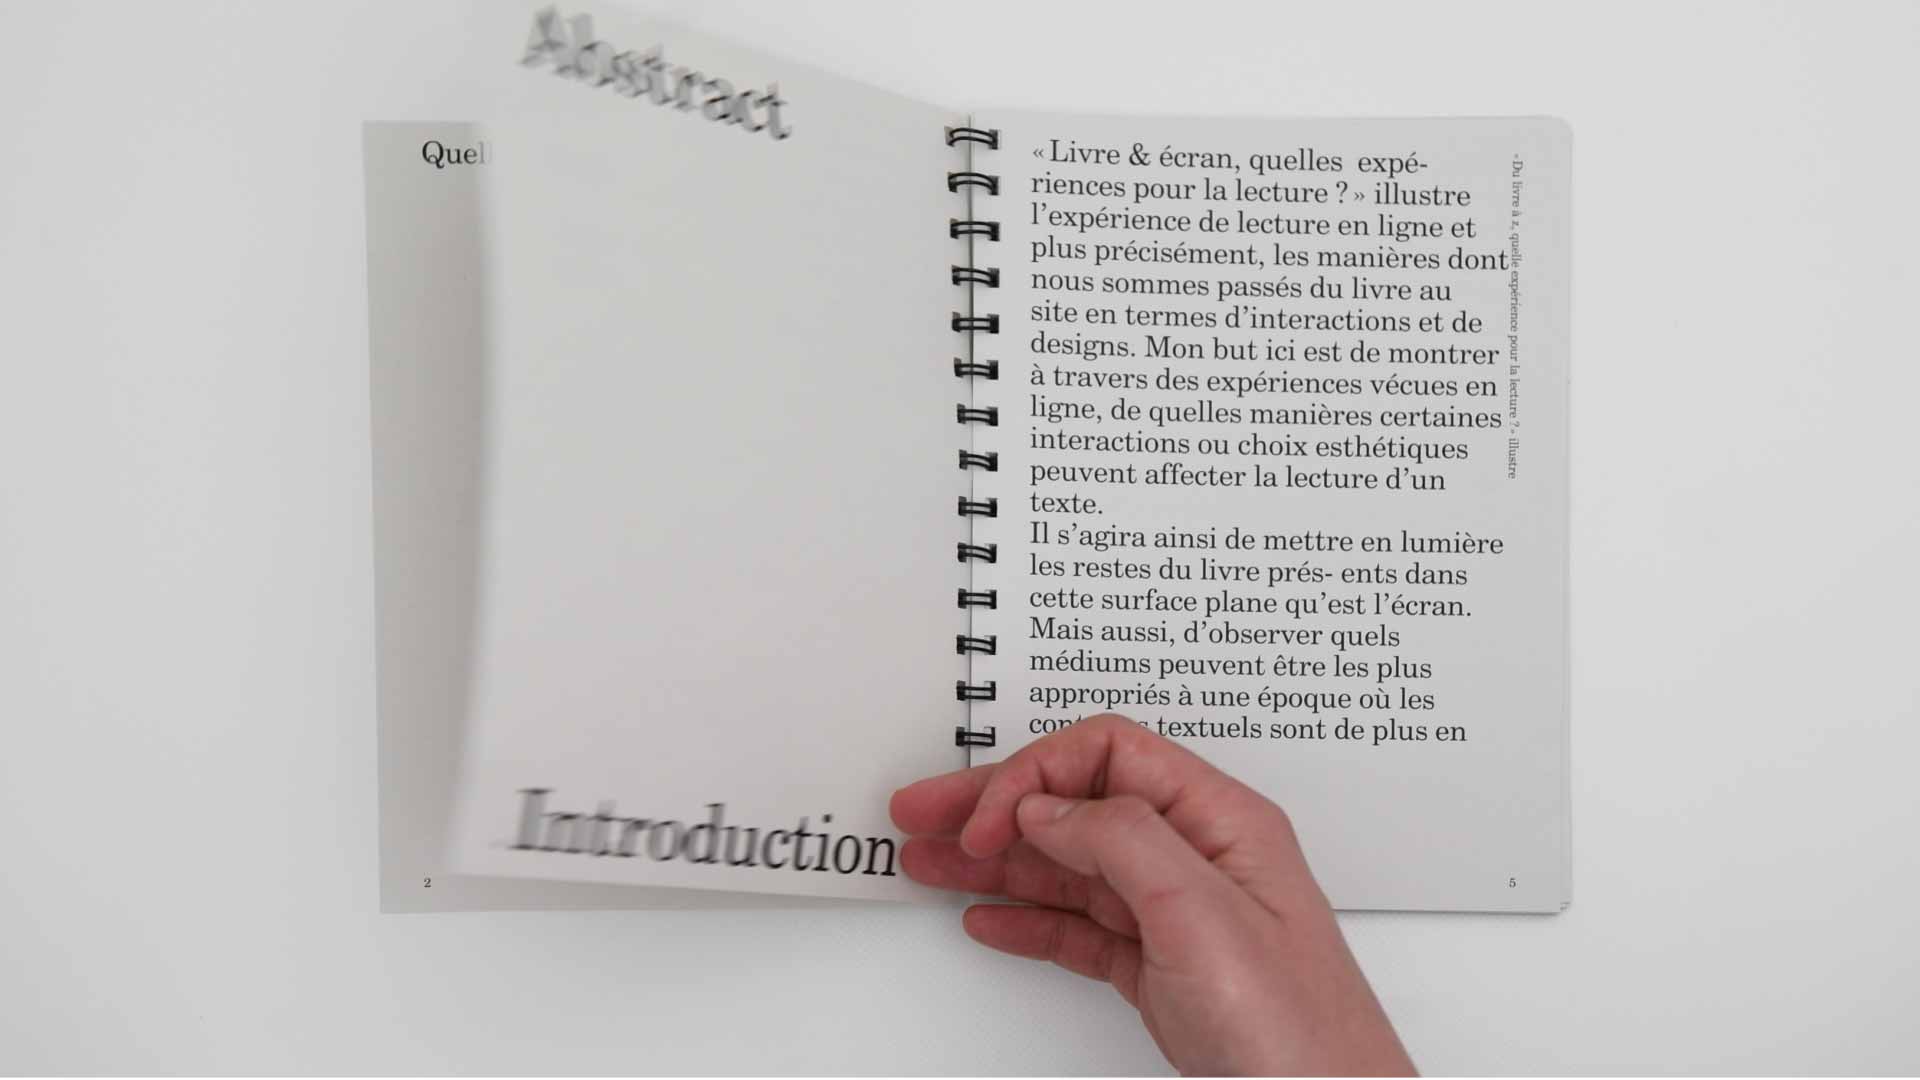 Quel
2
Abstract
Introduction
« Livre & écran, quelles expé-
riences pour la lecture ? » illustre
l’expérience de lecture en ligne et
plus précisément, les manières dont
nous sommes passés du livre au
site en termes d’interactions et de
designs. Mon but ici est de montrer
à travers des expériences vécues en
ligne, de quelles manières certaines
interactions ou choix esthétiques
peuvent affecter la lecture d’un
texte.
Il s’agira ainsi de mettre en lumière
les restes du livre prés- ents dans
cette surface plane qu’est l’écran.
Mais aussi, d’observer quels
médiums peuvent être les plus
appropriés à une époque où les
textuels sont de plus en
« Du livre à z, quelle expérience pour la lecture ? » illustre
5